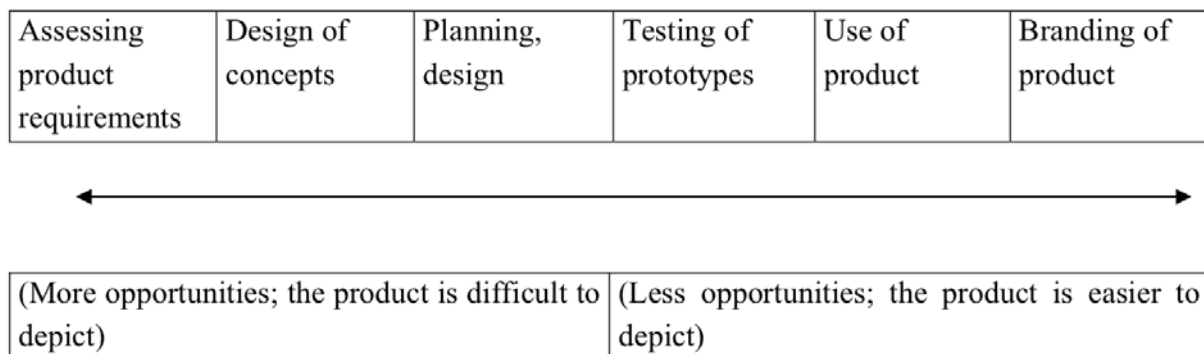 Assessing product requirements
Design of concepts
Planning, design
Testing of prototypes
Use of product
Branding of product
(More opportunities; the product is difficult to depict)
(Less opportunities; the product is easier to depict)